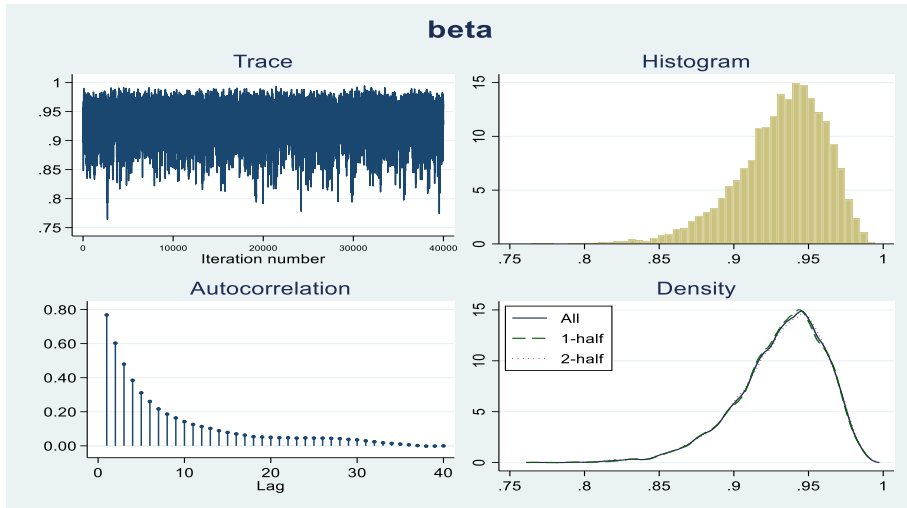 beta
Trace
1
.95
.9
.85
.8
.75
0 10000 20000 30000 40000
Iteration number
Histogram
15
10
5
0
.75 .8 .85 .9 .95 1
Autocorrelation
0.80
0.60
0.40
0.20
0.00
0 10 20 30 40
Lag
Density
15
10
5
0
All
1-half
2-half
.75 .8 .85 .9 .95 1